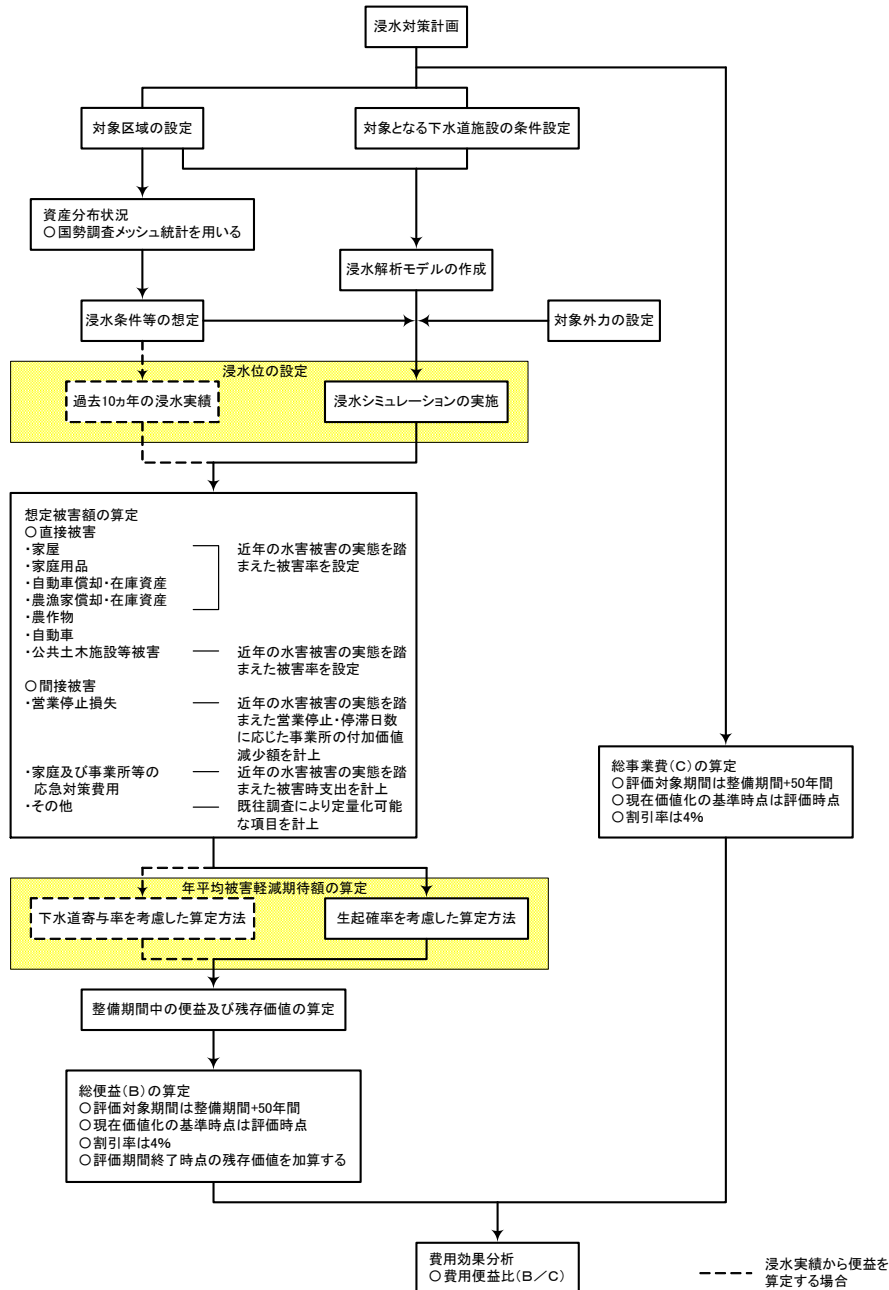 浸水対策計画
対象区域の設定
対象となる下水道施設の条件設定
資産分布状況
○国勢調査メッシュ統計を用いる
浸水解析モデルの作成
浸水条件等の想定
対象外力の設定
浸水位の設定
過去10ヵ年の浸水実績
浸水シミュレーションの実施
想定被害額の算定
○直接被害
・家屋
・家庭用品
・自動車償却・在庫資産
・農漁家償却・在庫資産
・農作物
・自動車
・公共土木施設等被害
近年の水害被害の実態を踏
まえた被害率を設定
近年の水害被害の実態を踏
まえた被害率を設定
○間接被害
・営業停止損失
近年の水害被害の実態を踏
まえた営業停止・停滞日数
に応じた事業所の付加価値
減少額を計上
・家庭及び事業所等の
応急対策費用
近年の水害被害の実態を踏
まえた被害時支出を計上
・その他
既往調査により定量化可能
な項目を計上
総事業費(C)の算定
○評価対象期間は整備期間+50年間
○現在価値化の基準時点は評価時点
○割引率は4%
年平均被害軽減期待額の算定
下水道寄与率を考慮した算定方法
生起確率を考慮した算定方法
整備期間中の便益及び残存価値の算定
総便益(B)の算定
○評価対象期間は整備期間+50年間
○現在価値化の基準時点は評価時点
○割引率は4%
○評価期間終了時点の残存価値を加算する
費用効果分析
○費用便益比(B/C)
浸水実績から便益を
算定する場合